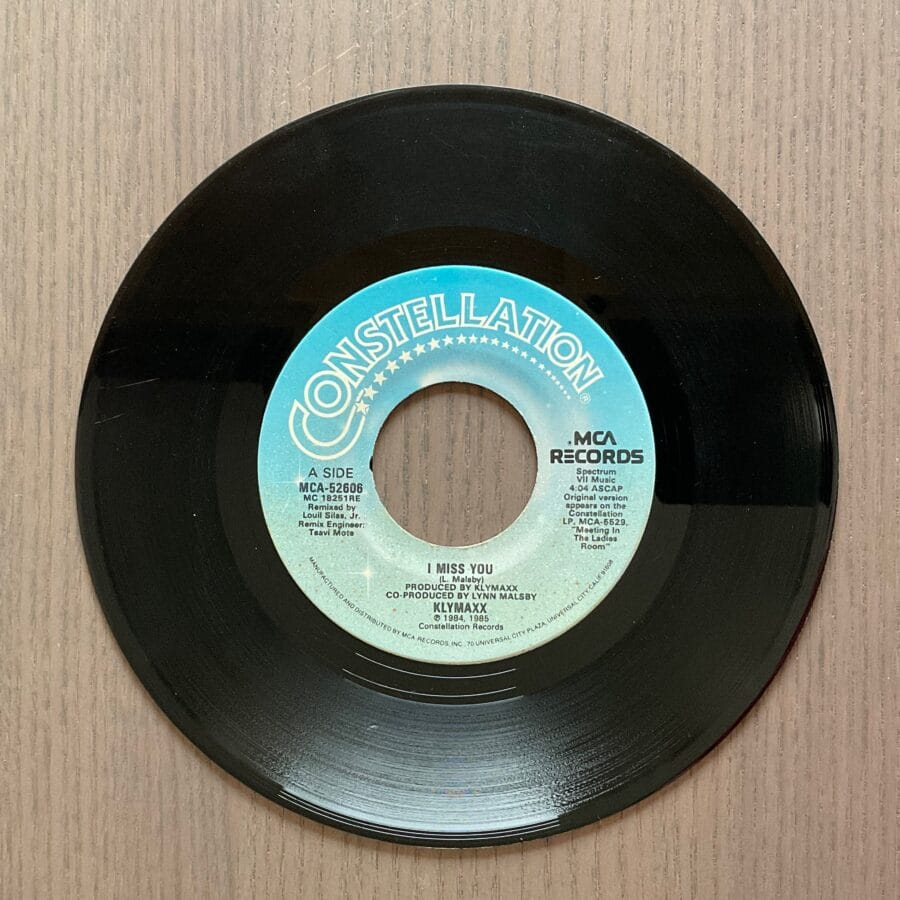 CONSTELLATION®
A SIDE
MCA-52606
MC 18251RE
Remixed by
Louil Silas, Jr.
Remix Engineer:
Taavi Mote
MCA
RECORDS
Spectrum
VII Music
4:04 ASCAP
Original version
appears on the
Constellation
LP, MCA-5529,
"Meeting In
The Ladies
Room"
I MISS YOU
(L. Malsby)
PRODUCED BY KLYMAXX
CO-PRODUCED BY LYNN MALSBY
KLYMAXX
℗ 1984, 1985
Constellation Records
MANUFACTURED AND DISTRIBUTED BY MCA RECORDS, INC., 70 UNIVERSAL CITY PLAZA, UNIVERSAL CITY, CALIF. 91608